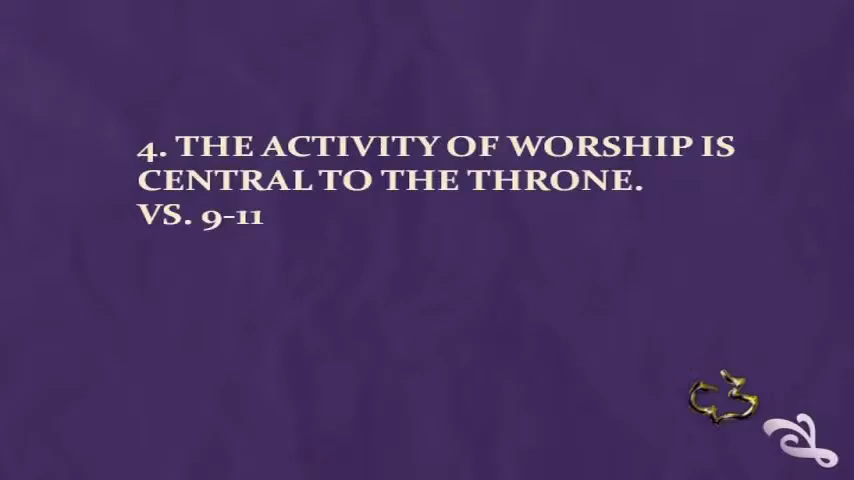 4. THE ACTIVITY OF WORSHIP IS
CENTRAL TO THE THRONE.
VS. 9-11